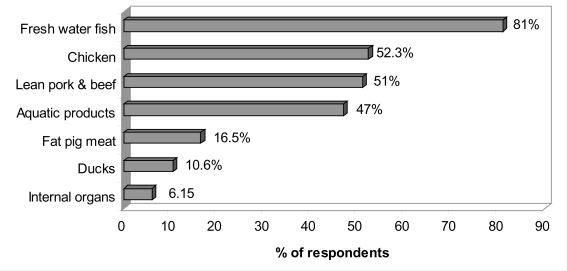 Fresh water fish 81%
Chicken 52.3%
Lean pork & beef 51%
Aquatic products 47%
Fat pig meat 16.5%
Ducks 10.6%
Internal organs 6.15
0 10 20 30 40 50 60 70 80 90
% of respondents